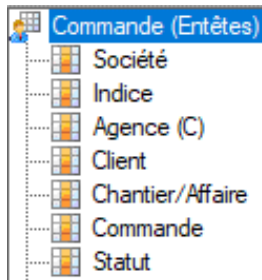 Commande (Entêtes)
Société
Indice
Agence (C)
Client
Chantier/Affaire
Commande
Statut